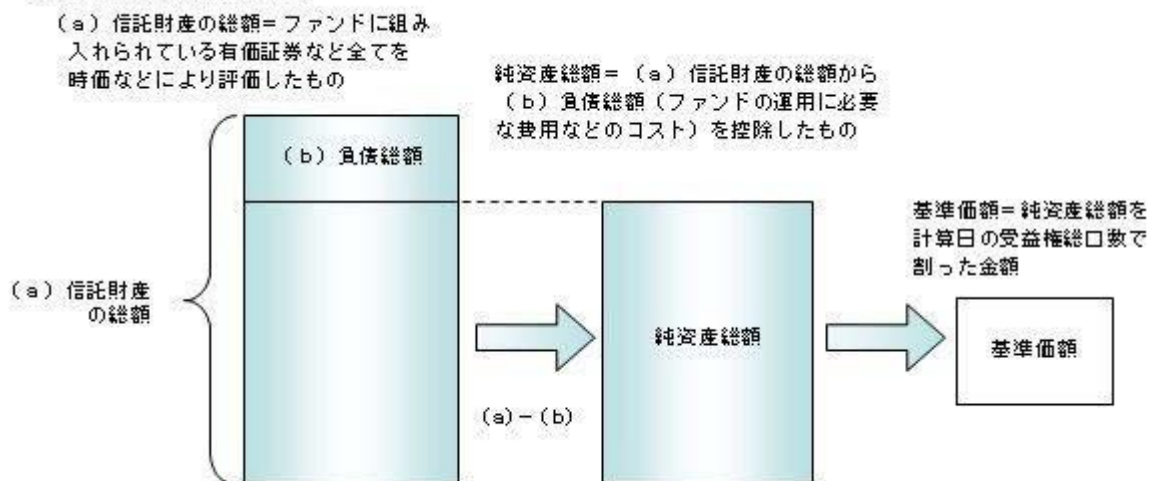 （a）信託財産の総額＝ファンドに組み
入れられている有価証券など全てを
時価などにより評価したもの
純資産総額＝（a）信託財産の総額から
（b）負債総額（ファンドの運用に必要
な費用などのコスト）を控除したもの
（b）負債総額
基準価額＝純資産総額を
計算日の受益権総口数で
割った金額
（a）信託財産
の総額
純資産総額
基準価額
（a）－（b）